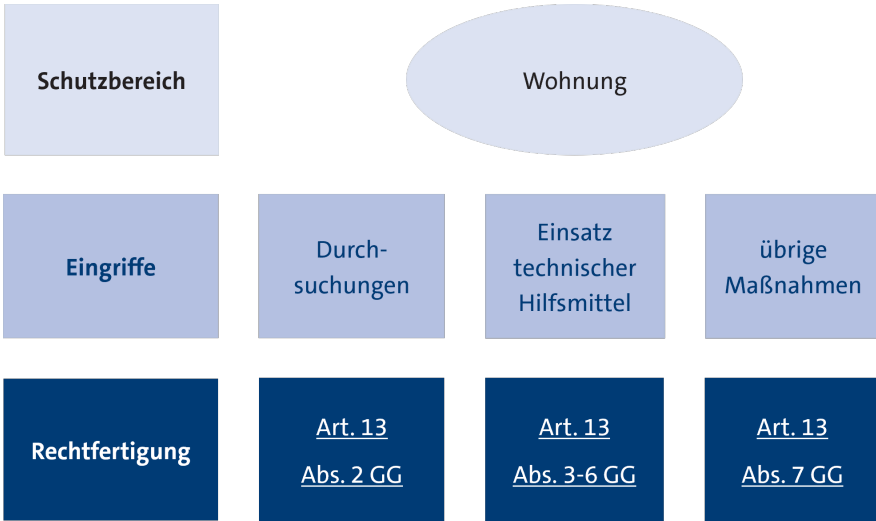 Schutzbereich
Wohnung
Eingriffe
Durch-
suchungen
Einsatz
technischer
Hilfsmittel
übrige
Maßnahmen
Rechtfertigung
Art. 13
Abs. 2 GG
Art. 13
Abs. 3-6 GG
Art. 13
Abs. 7 GG